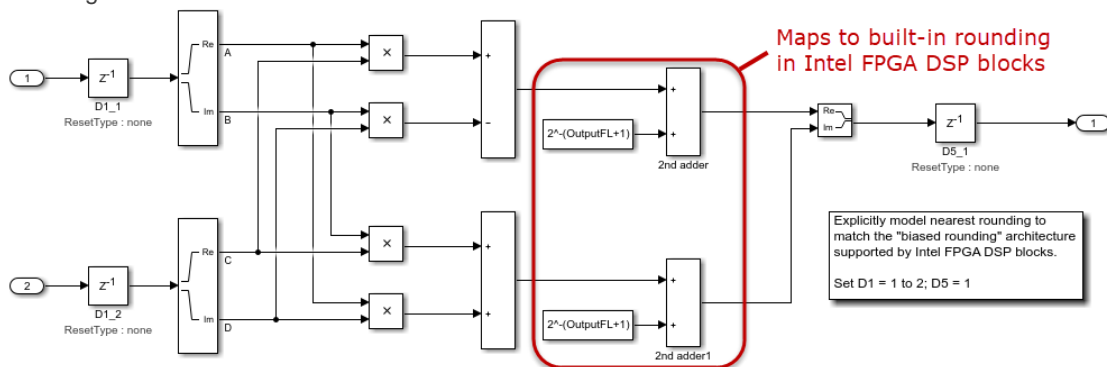 Maps to built-in rounding
in Intel FPGA DSP blocks
1
z-1
D1_1
ResetType : none
Re
Im
A
B
×
×
+
−
2^-(OutputFL+1)
+
+
2nd adder
Re
Im
z-1
D5_1
ResetType : none
1
2
z-1
D1_2
ResetType : none
Re
Im
C
D
×
×
+
+
2^-(OutputFL+1)
+
+
2nd adder1
Explicitly model nearest rounding to
match the "biased rounding" architecture
supported by Intel FPGA DSP blocks.
Set D1 = 1 to 2; D5 = 1